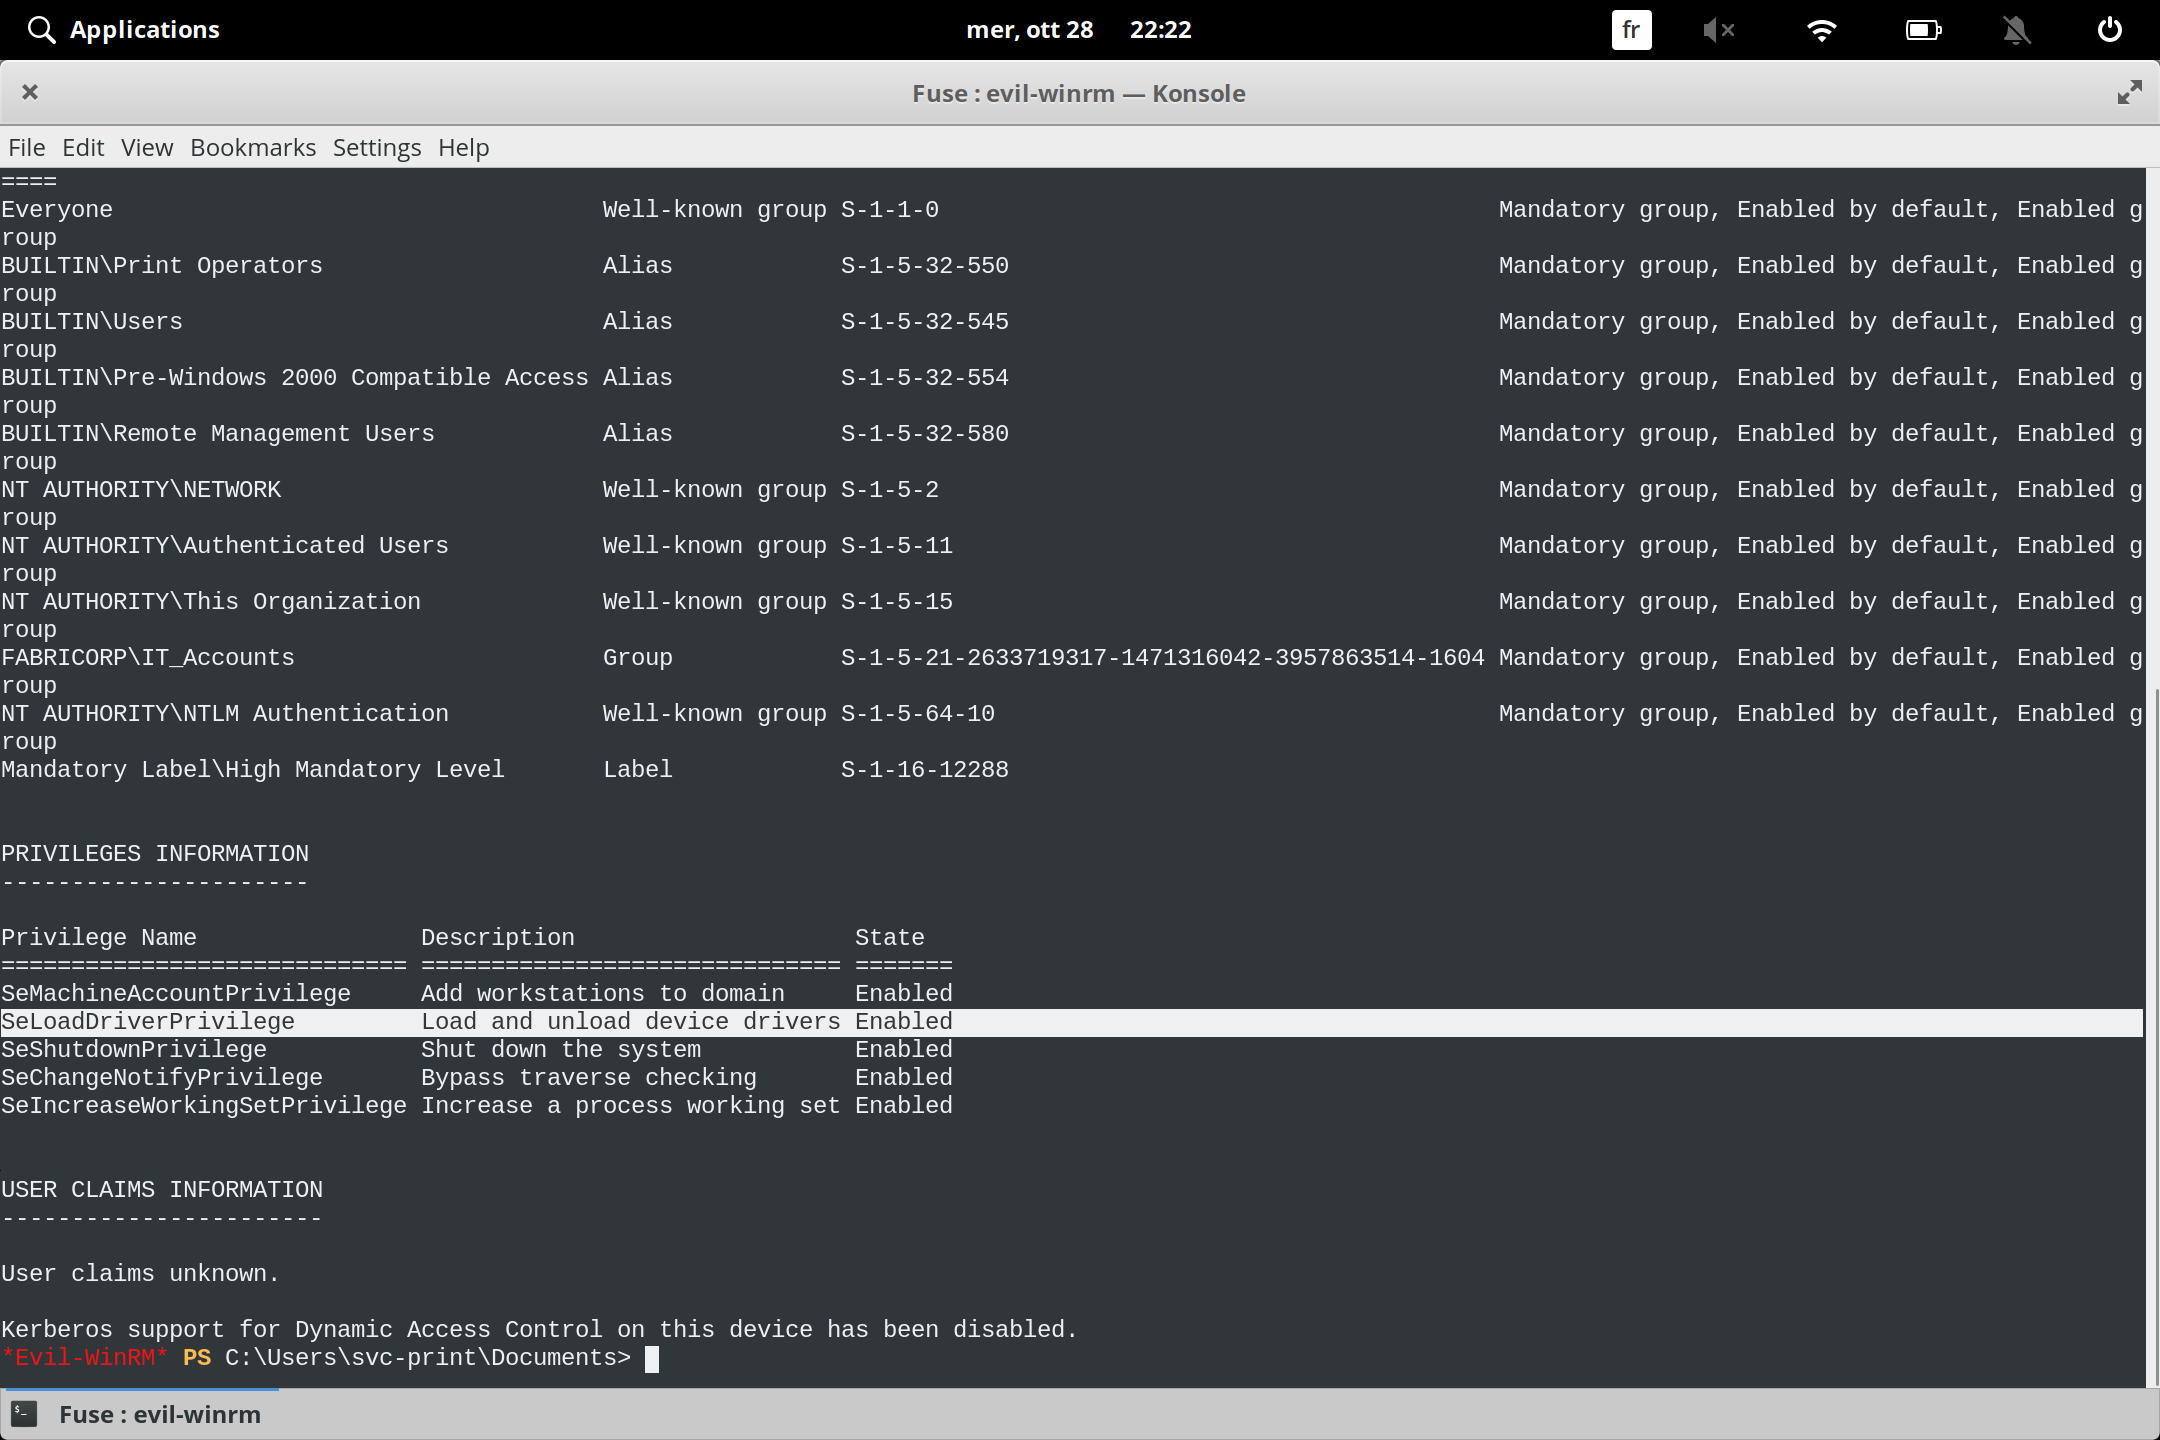 Applications mer, ott 28 22:22 fr
Fuse : evil-winrm — Konsole
File Edit View Bookmarks Settings Help
====
Everyone Well-known group S-1-1-0 Mandatory group, Enabled by default, Enabled g
roup
BUILTIN\Print Operators Alias S-1-5-32-550 Mandatory group, Enabled by default, Enabled g
roup
BUILTIN\Users Alias S-1-5-32-545 Mandatory group, Enabled by default, Enabled g
roup
BUILTIN\Pre-Windows 2000 Compatible Access Alias S-1-5-32-554 Mandatory group, Enabled by default, Enabled g
roup
BUILTIN\Remote Management Users Alias S-1-5-32-580 Mandatory group, Enabled by default, Enabled g
roup
NT AUTHORITY\NETWORK Well-known group S-1-5-2 Mandatory group, Enabled by default, Enabled g
roup
NT AUTHORITY\Authenticated Users Well-known group S-1-5-11 Mandatory group, Enabled by default, Enabled g
roup
NT AUTHORITY\This Organization Well-known group S-1-5-15 Mandatory group, Enabled by default, Enabled g
roup
FABRICORP\IT_Accounts Group S-1-5-21-2633719317-1471316042-3957863514-1604 Mandatory group, Enabled by default, Enabled g
roup
NT AUTHORITY\NTLM Authentication Well-known group S-1-5-64-10 Mandatory group, Enabled by default, Enabled g
roup
Mandatory Label\High Mandatory Level Label S-1-16-12288
PRIVILEGES INFORMATION
----------------------
Privilege Name Description State
============================= ============================== =======
SeMachineAccountPrivilege Add workstations to domain Enabled
SeLoadDriverPrivilege Load and unload device drivers Enabled
SeShutdownPrivilege Shut down the system Enabled
SeChangeNotifyPrivilege Bypass traverse checking Enabled
SeIncreaseWorkingSetPrivilege Increase a process working set Enabled
USER CLAIMS INFORMATION
-----------------------
User claims unknown.
Kerberos support for Dynamic Access Control on this device has been disabled.
*Evil-WinRM* PS C:\Users\svc-print\Documents>
$_ Fuse : evil-winrm